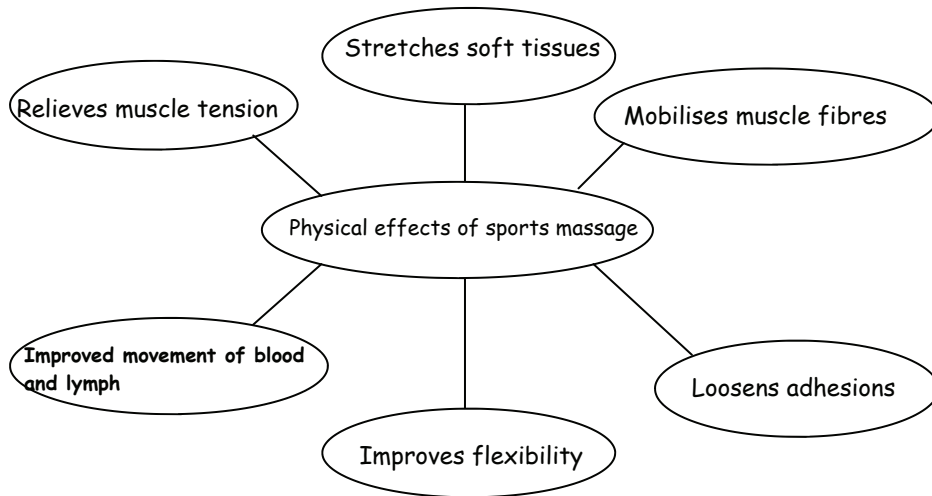 Stretches soft tissues
Relieves muscle tension
Mobilises muscle fibres
Physical effects of sports massage
Improved movement of blood
and lymph
Loosens adhesions
Improves flexibility